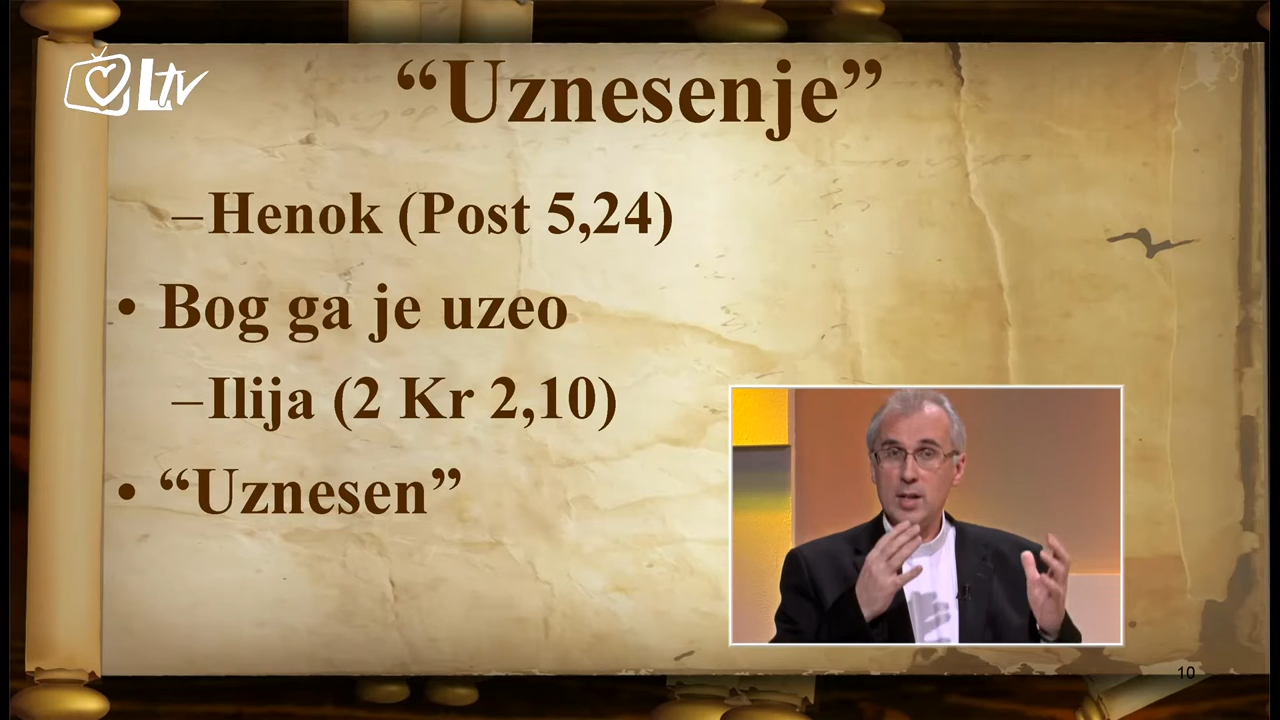 Ltv
“Uznesenje”
–Henok (Post 5,24)
• Bog ga je uzeo
–Ilija (2 Kr 2,10)
• “Uznesen”
10